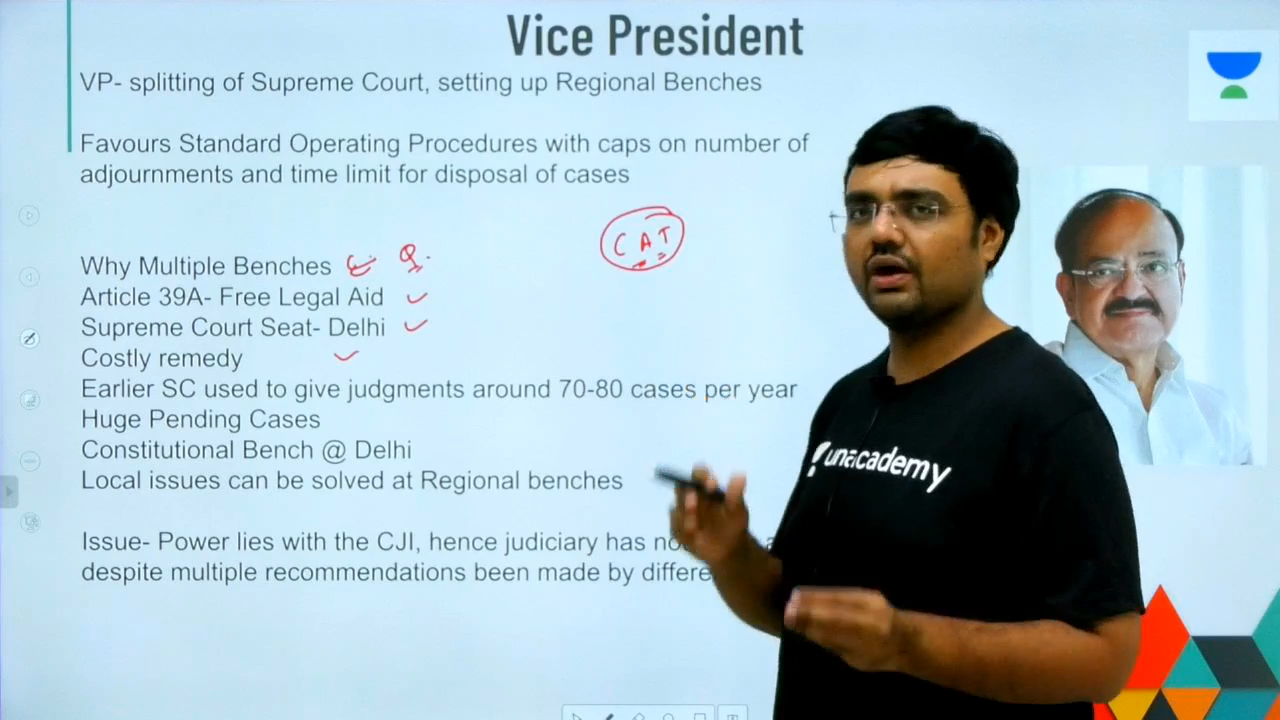 Vice President
VP- splitting of Supreme Court, setting up Regional Benches
Favours Standard Operating Procedures with caps on number of
adjournments and time limit for disposal of cases
CAT
Why Multiple Benches
Article 39A- Free Legal Aid
Supreme Court Seat- Delhi
Costly remedy
Earlier SC used to give judgments around 70-80 cases per year
Huge Pending Cases
Constitutional Bench @ Delhi
Local issues can be solved at Regional benches
Issue- Power lies with the CJI, hence judiciary has
despite multiple recommendations been made by
unacademy